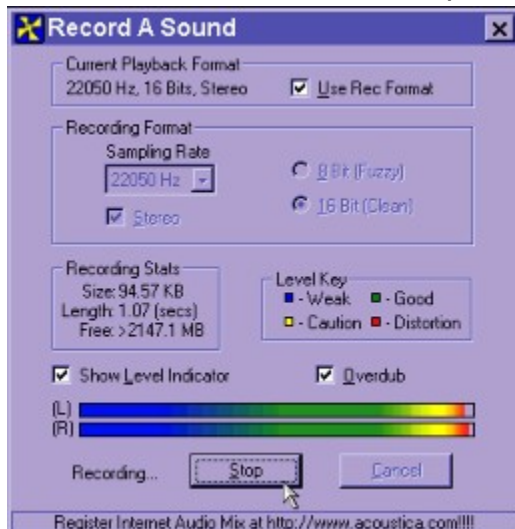 Record A Sound
Current Playback Format
22050 Hz, 16 Bits, Stereo
Use Rec Format
Recording Format
Sampling Rate
22050 Hz
8 Bit (Fuzzy)
Stereo
16 Bit (Clean)
Recording Stats
Size: 94.57 KB
Length: 1.07 (secs)
Free: >2147.1 MB
Level Key
- Weak - Good
- Caution - Distortion
Show Level Indicator
Overdub
(L)
(R)
Recording...
Stop
Cancel
Register Internet Audio Mix at http://www.acoustica.com!!!!